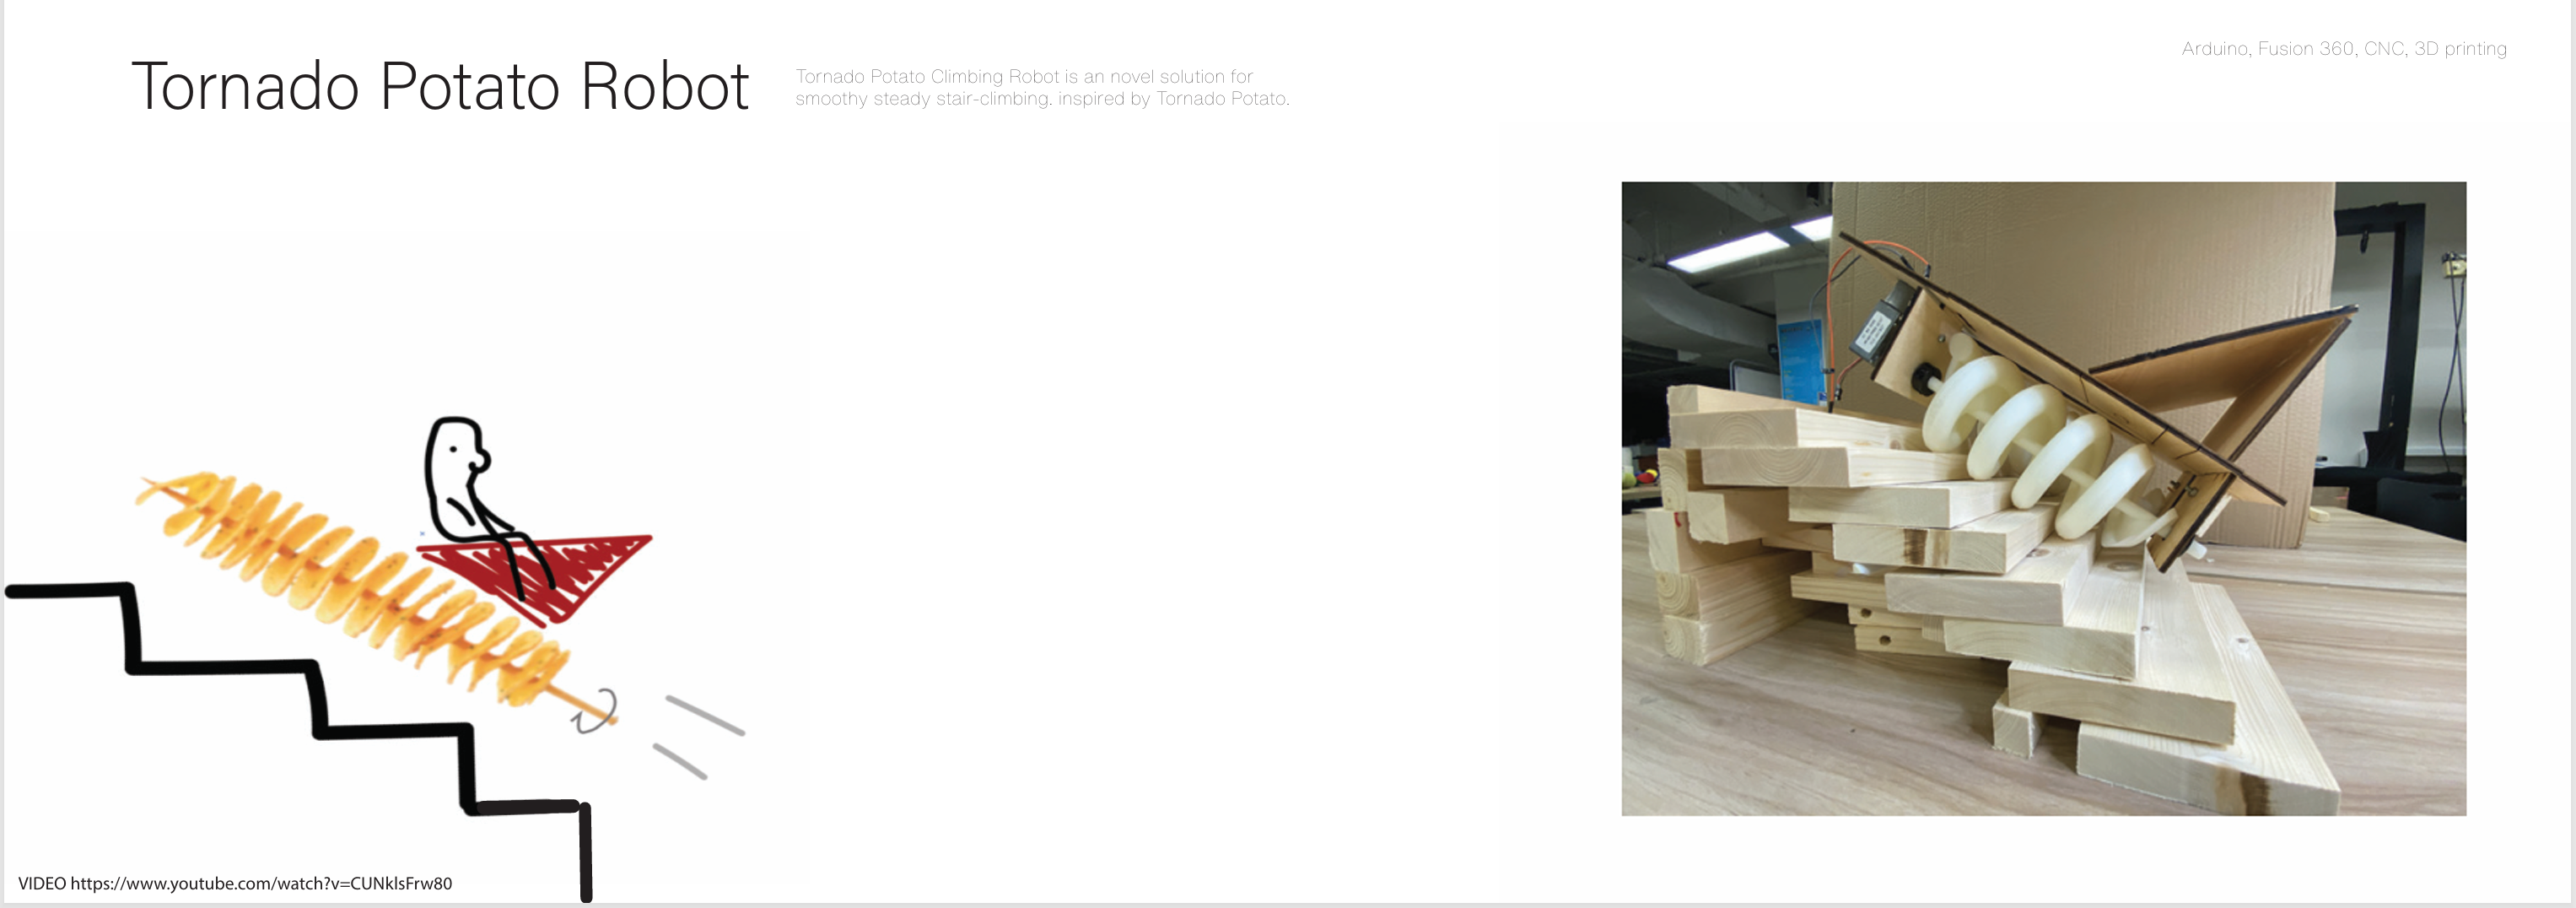 Tornado Potato Robot
Tornado Potato Climbing Robot is an novel solution for
smoothy steady stair-climbing. inspired by Tornado Potato.
Arduino, Fusion 360, CNC, 3D printing
VIDEO https://www.youtube.com/watch?v=CUNklsFrw80